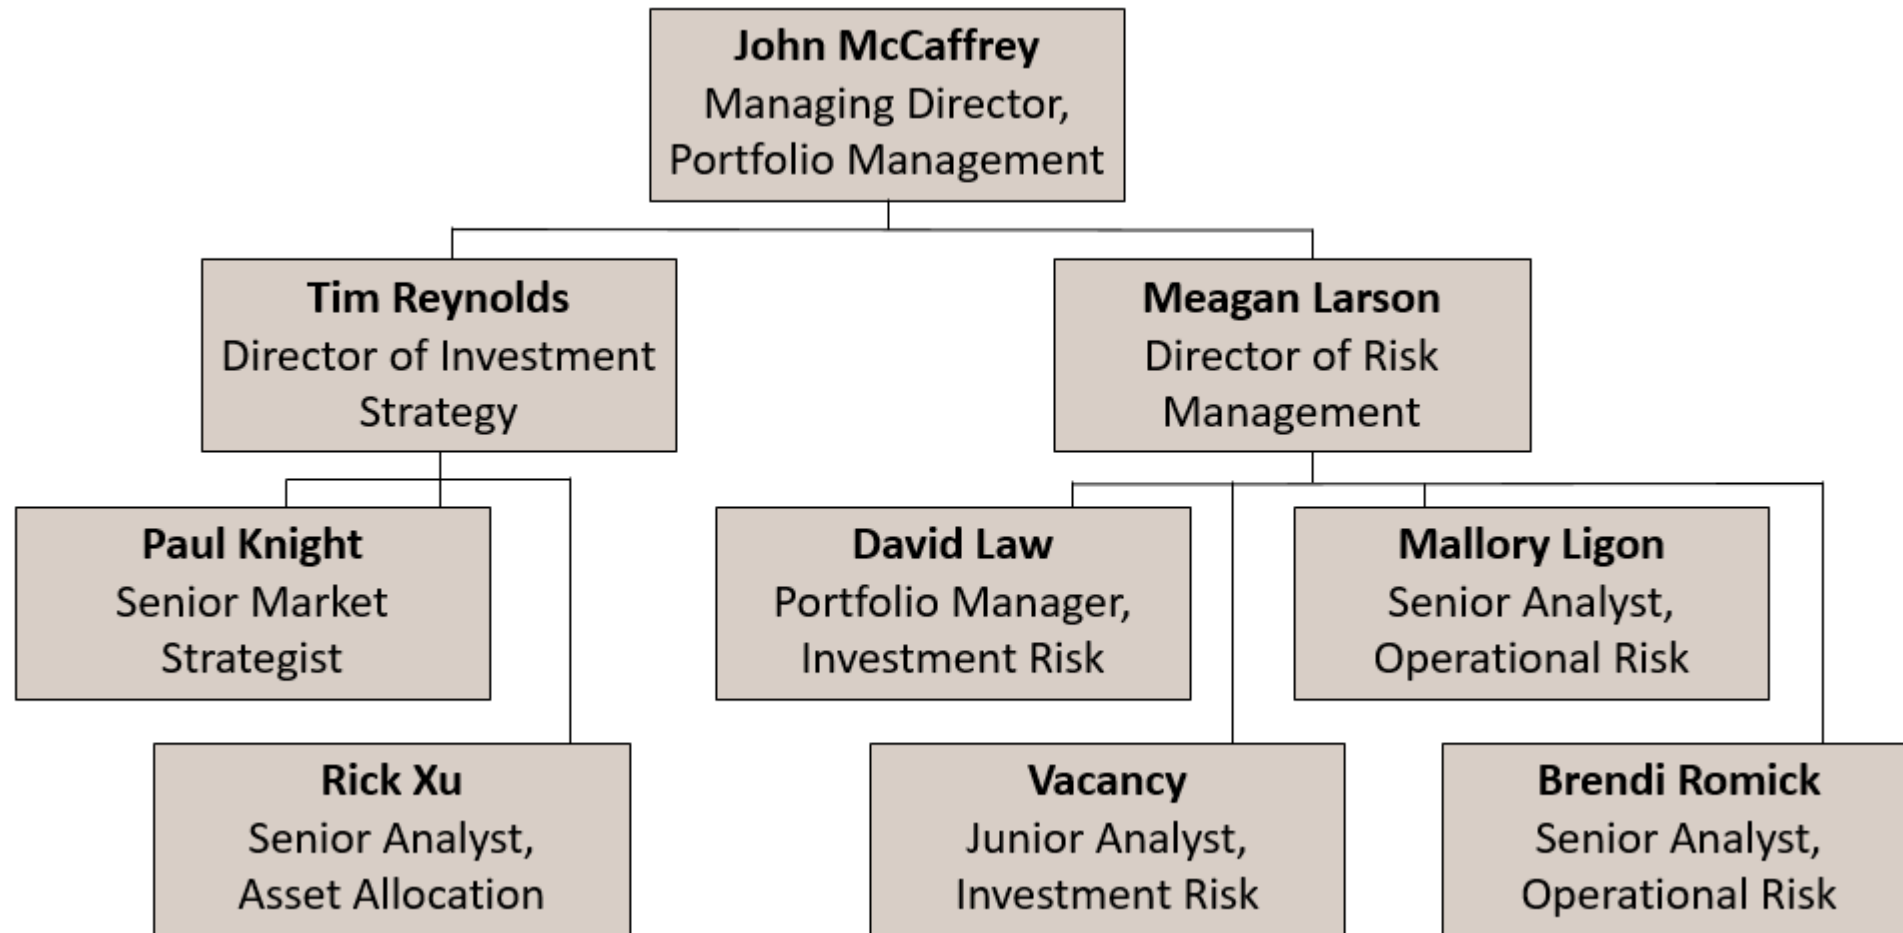 John McCaffrey
Managing Director,
Portfolio Management
Tim Reynolds
Director of Investment
Strategy
Meagan Larson
Director of Risk
Management
Paul Knight
Senior Market
Strategist
David Law
Portfolio Manager,
Investment Risk
Mallory Ligon
Senior Analyst,
Operational Risk
Rick Xu
Senior Analyst,
Asset Allocation
Vacancy
Junior Analyst,
Investment Risk
Brendi Romick
Senior Analyst,
Operational Risk